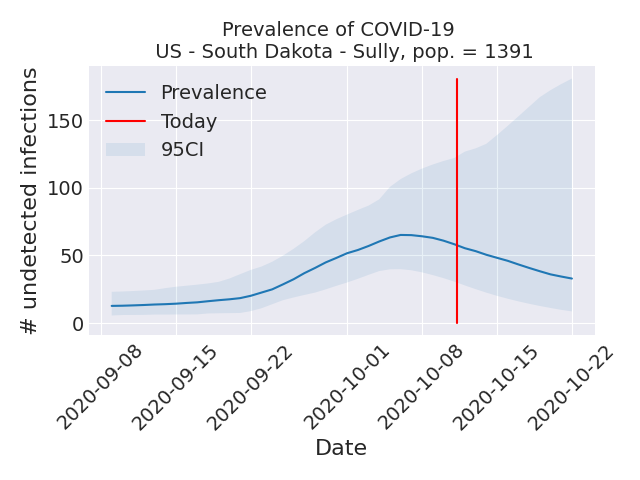 Prevalence of COVID-19
US - South Dakota - Sully, pop. = 1391
Prevalence
Today
95CI
# undetected infections
150
100
50
0
2020-09-08
2020-09-15
2020-09-22
2020-10-01
2020-10-08
2020-10-15
2020-10-22
Date